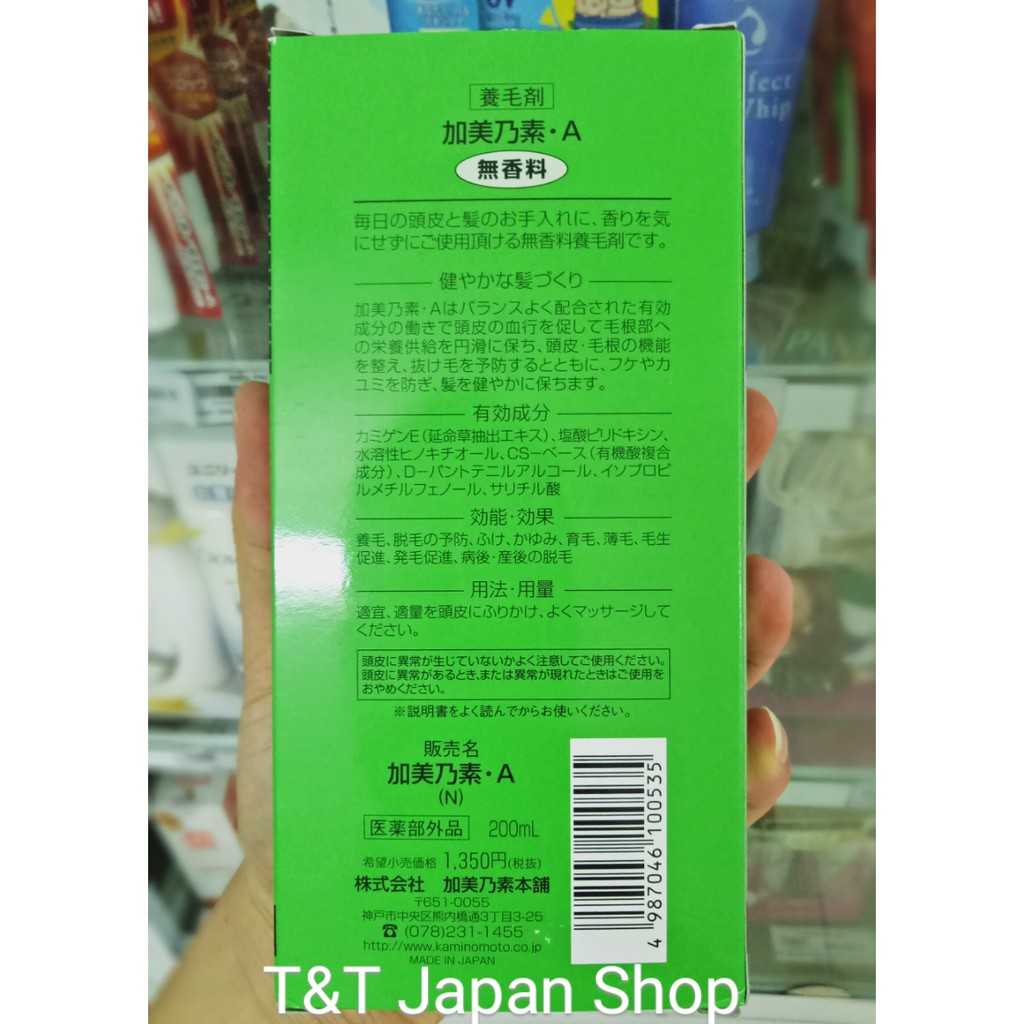 養毛剤
加美乃素・A
無香料
毎日の頭皮と髪のお手入れに、香りを気
にせずにご使用頂ける無香料養毛剤です。
健やかな髪づくり
加美乃素・Aはバランスよく配合された有効
成分の働きで頭皮の血行を促して毛根部へ
の栄養供給を円滑に保ち、頭皮・毛根の機能
を整え、抜け毛を予防するとともに、フケやカ
ユミを防ぎ、髪を健やかに保ちます。
有効成分
カミゲンE(延命草抽出エキス)、塩酸ピリドキシン、
水溶性ヒノキチオール、CS-ベース(有機酸複合
成分)、D-パントテニルアルコール、イソプロピ
ルメチルフェノール、サリチル酸
効能・効果
養毛、脱毛の予防、ふけ、かゆみ、育毛、薄毛、毛生
促進、発毛促進、病後・産後の脱毛
用法・用量
適宜、適量を頭皮にふりかけ、よくマッサージして
ください。
頭皮に異常が生じていないかよく注意してご使用ください。
頭皮に異常があるとき、または異常が現れたときはご使用を
おやめください。
※説明書をよく読んでからお使いください。
販売名
加美乃素・A
(N)
医薬部外品 200mL
希望小売価格 1,350円(税抜)
株式会社 加美乃素本舗
〒651-0055
神戸市中央区熊内橋通3丁目3-25
☎ (078)231-1455
http://www.kaminomoto.co.jp
MADE IN JAPAN
4 987046 100535
T&T Japan Shop
fect
Whip